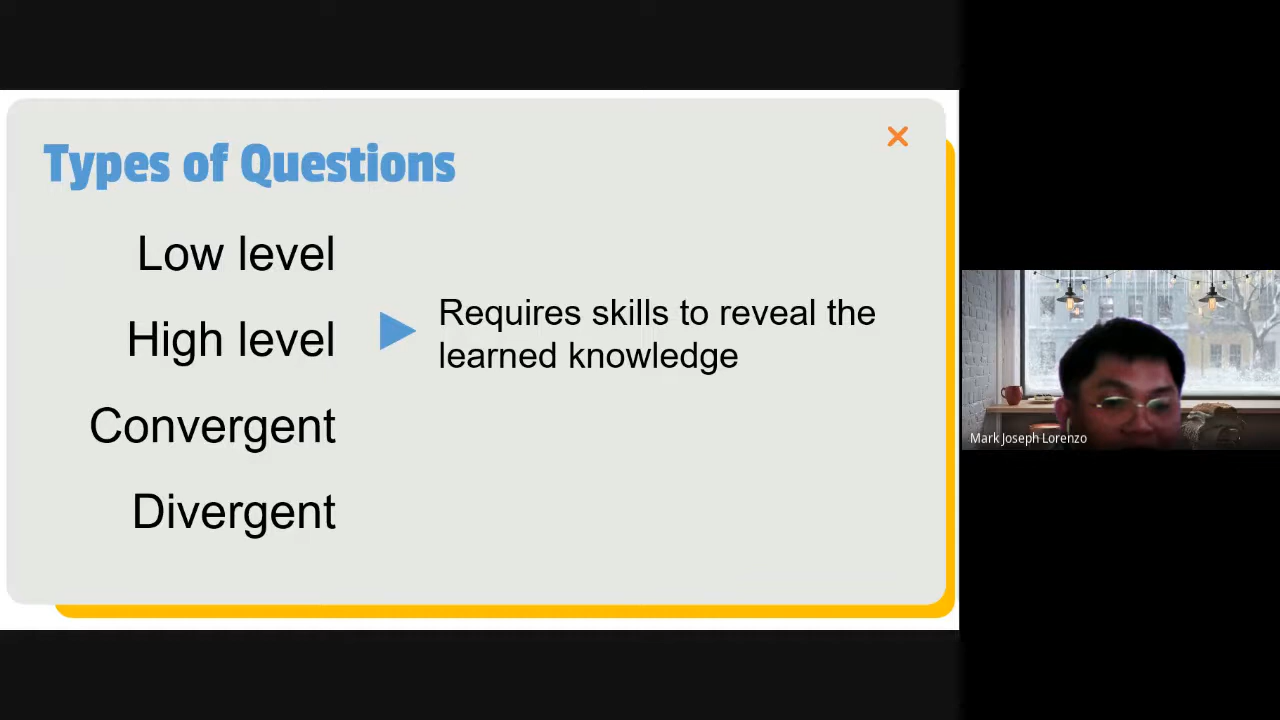 Types of Questions
Low level
High level
Requires skills to reveal the
learned knowledge
Convergent
Divergent
Mark Joseph Lorenzo